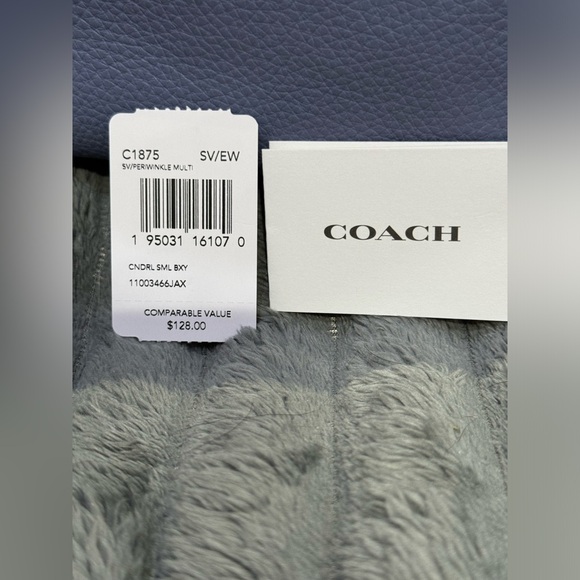 C1875 SV/EW
SV/PERIWINKLE MULTI
1 95031 16107 0
CNDRL SML BXY
11003466JAX
COMPARABLE VALUE
$128.00
COACH